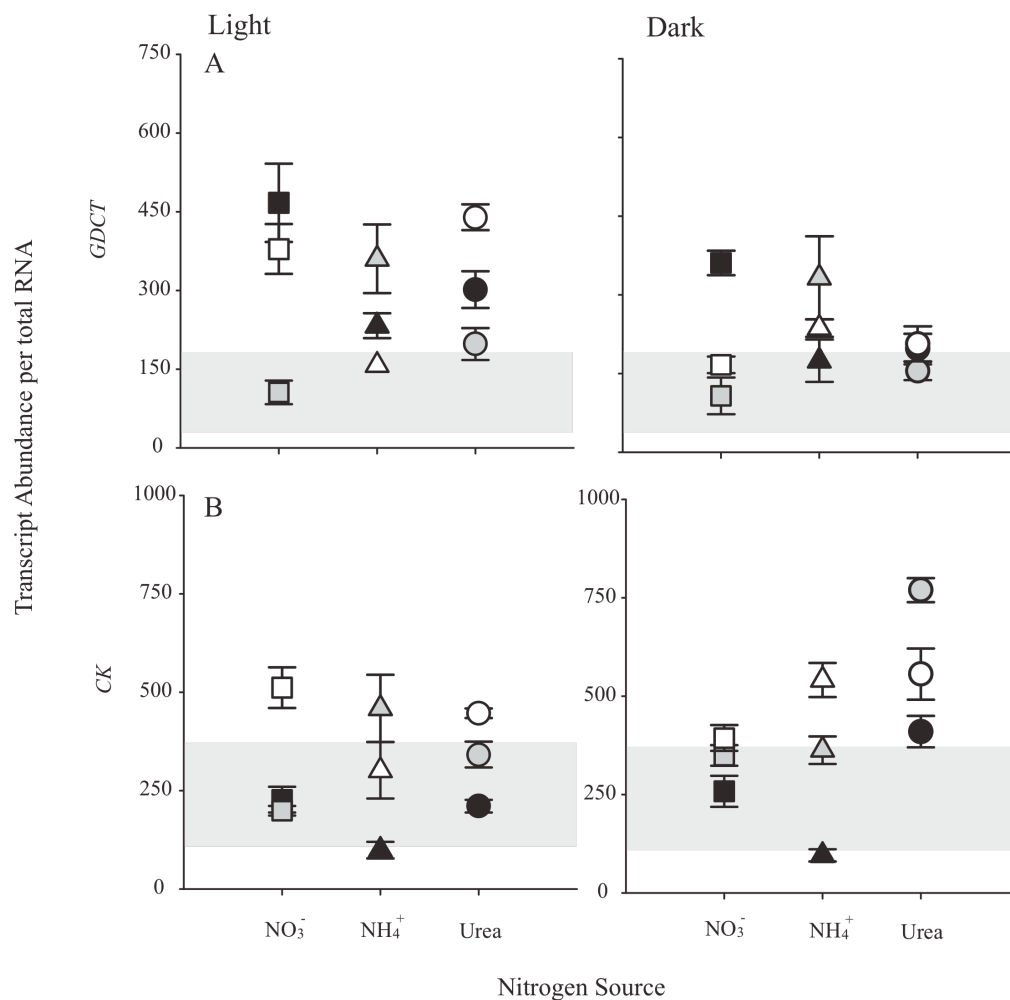 Light
Dark
A
750
600
450
300
150
0
GDCT
Transcript Abundance per total RNA
B
1000
750
500
250
0
CK
1000
750
500
250
0
NO₃⁻ NH₄⁺ Urea
NO₃⁻ NH₄⁺ Urea
Nitrogen Source